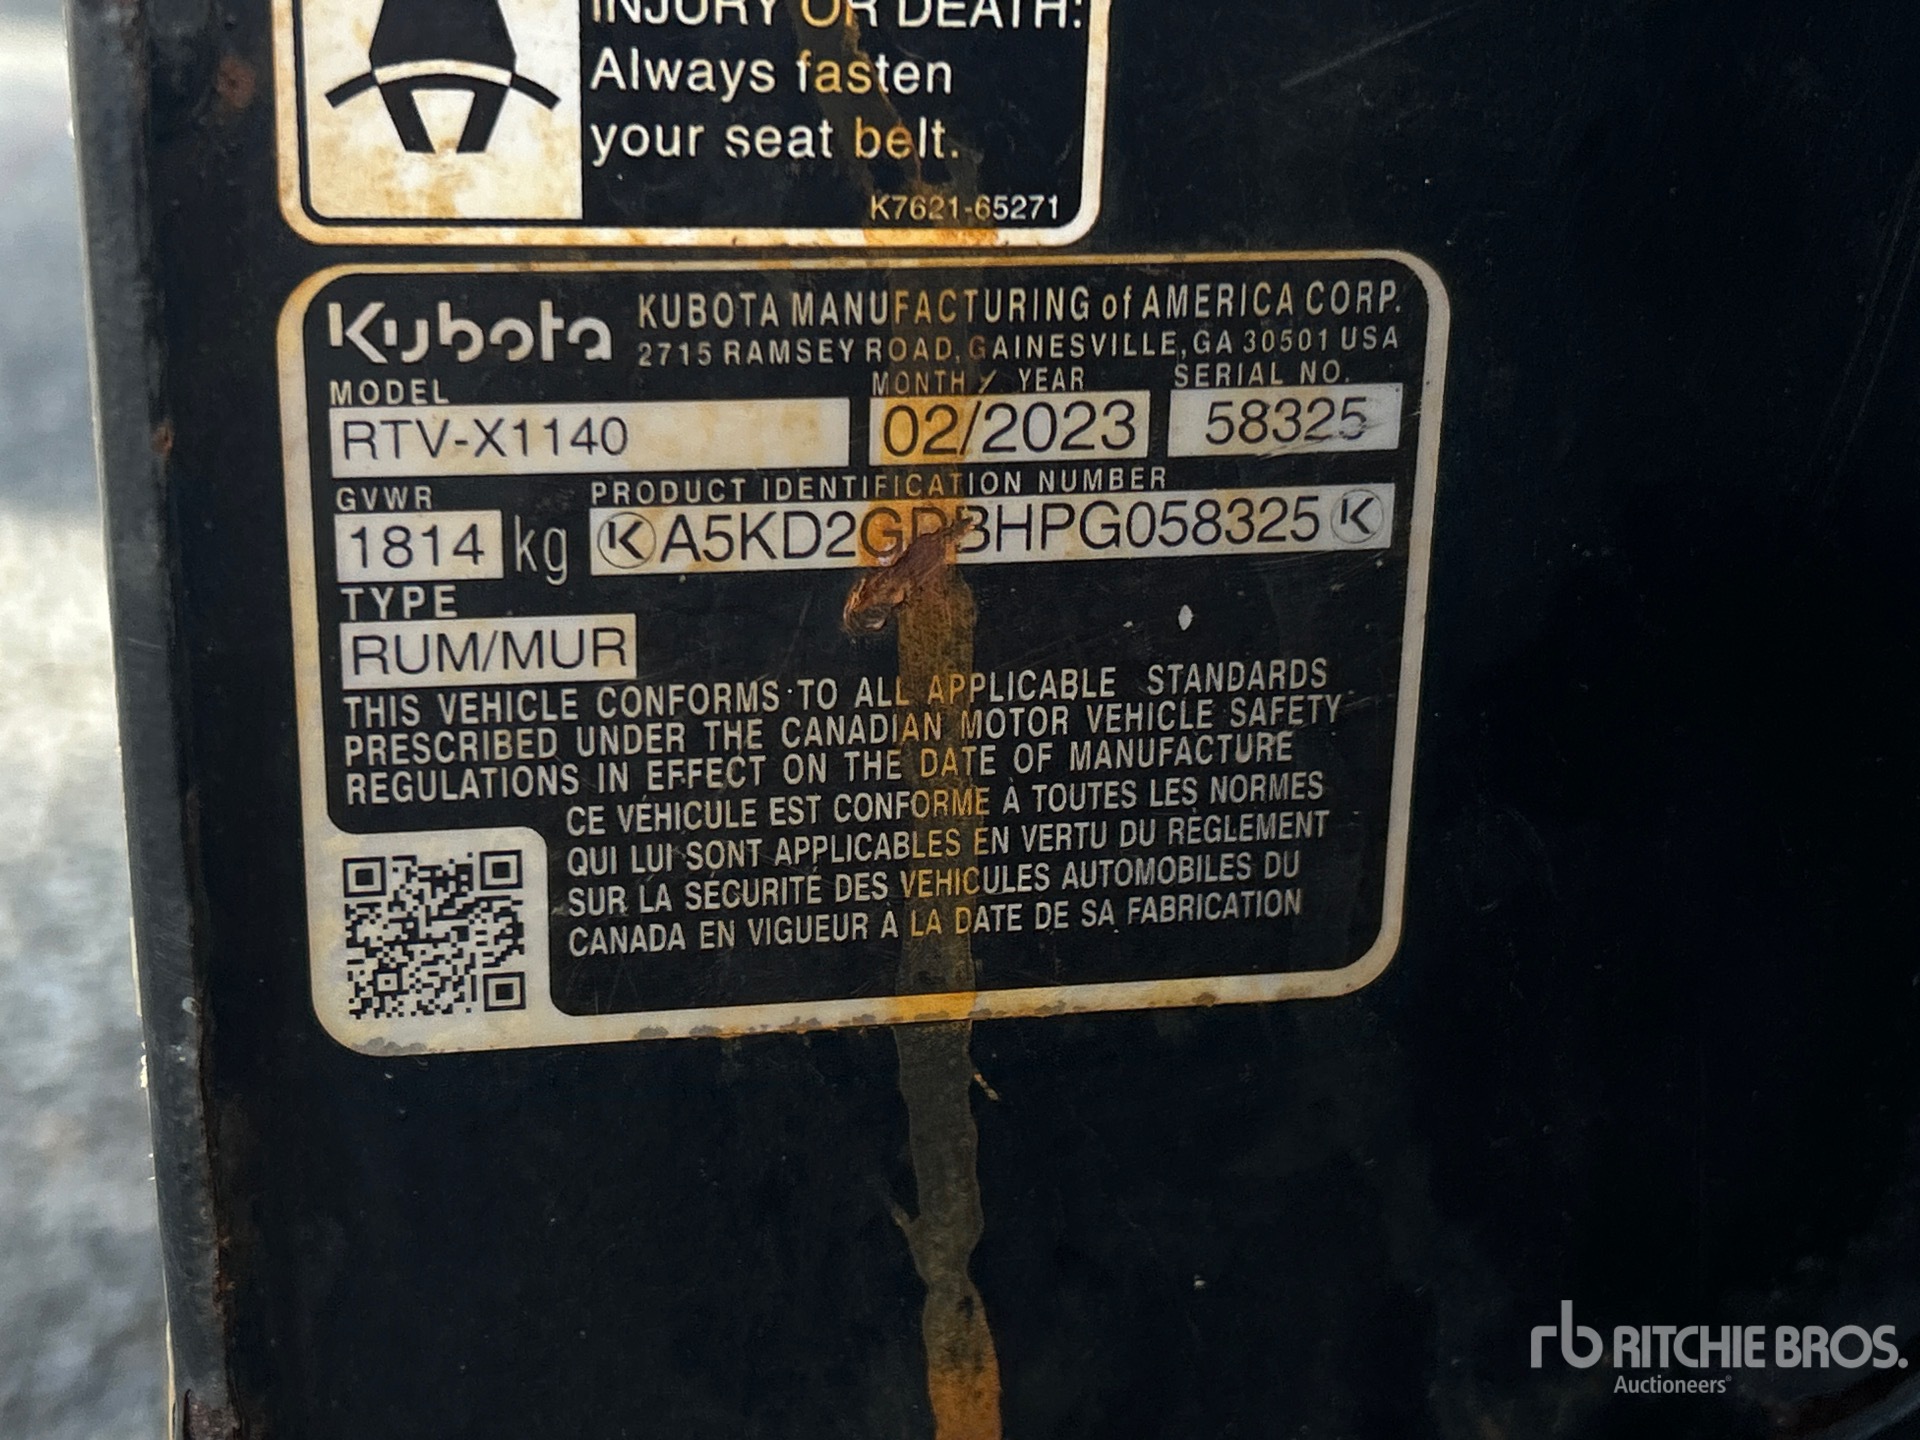 INJURY OR DEATH:
Always fasten
your seat belt.
K7621-65271
Kubota
KUBOTA MANUFACTURING of AMERICA CORP.
2715 RAMSEY ROAD, GAINESVILLE, GA 30501 USA
MODEL MONTH / YEAR SERIAL NO.
RTV-X1140 02/2023 58325
GVWR PRODUCT IDENTIFICATION NUMBER
1814 kg
TYPE
RUM/MUR
THIS VEHICLE CONFORMS TO ALL APPLICABLE STANDARDS
PRESCRIBED UNDER THE CANADIAN MOTOR VEHICLE SAFETY
REGULATIONS IN EFFECT ON THE DATE OF MANUFACTURE
CE VÉHICULE EST CONFORME À TOUTES LES NORMES
QUI LUI SONT APPLICABLES EN VERTU DU RÈGLEMENT
SUR LA SÉCURITÉ DES VÉHICULES AUTOMOBILES DU
CANADA EN VIGUEUR À LA DATE DE SA FABRICATION
rb RITCHIE BROS.
Auctioneers